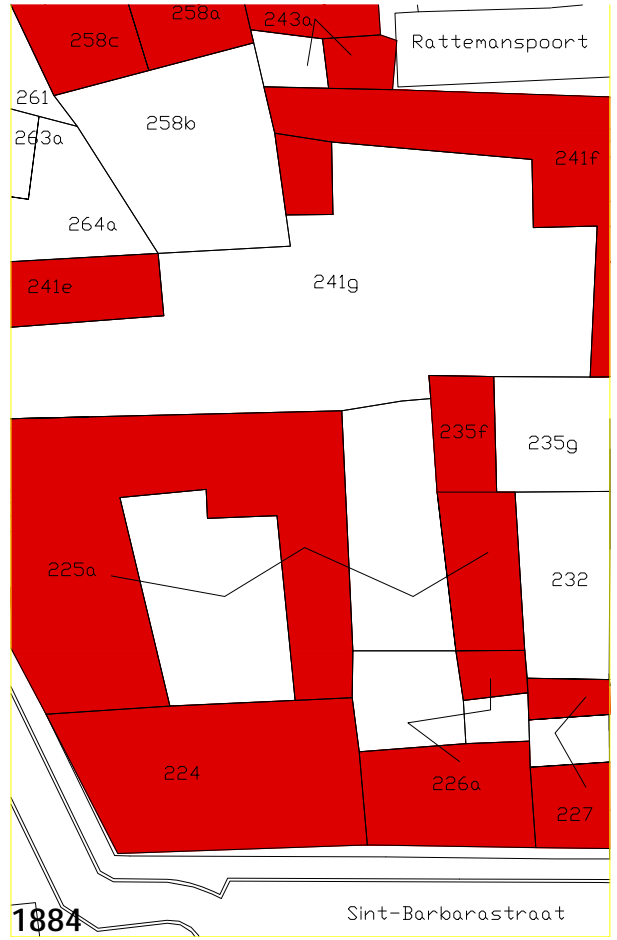 258c
258a
243a
Rattemanspoort
261
263a
258b
241f
264a
241e
241g
235f
235g
225a
232
224
226a
227
1884
Sint-Barbarastraat